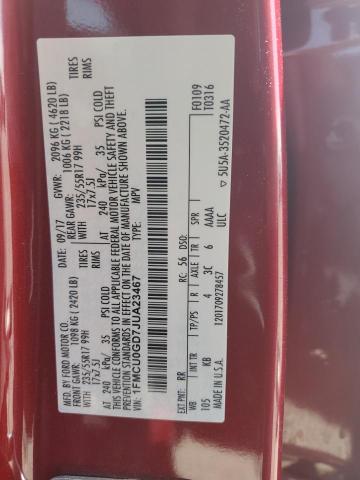 MFD. BY FORD MOTOR CO.
DATE: 09/17 GVWR: 2096 KG ( 4620 LB)
FRONT GAWR: 1098 KG ( 2420 LB) REAR GAWR: 1006 KG ( 2218 LB)
235/55R17 99H TIRES 235/55R17 99H TIRES
17x7.5J RIMS 17x7.5J RIMS
AT 240 kPa/ 35 PSI COLD AT 240 kPa/ 35 PSI COLD
THIS VEHICLE CONFORMS TO ALL APPLICABLE
FEDERAL MOTOR VEHICLE SAFETY AND THEFT
PREVENTION STANDARDS IN EFFECT ON THE
DATE OF MANUFACTURE SHOWN ABOVE.
VIN: 1FMCU0GD7JUA23467
TYPE: MPV
F0109
T0316
EXT PNT: RR RC: 56 DSO:
WB INT TR TP/PS R AXLE TR SPR
105 KB 4 3C 6 AAAA
ULC
MADE IN U.S.A. 1201709278457
5U5A-3520472-AA